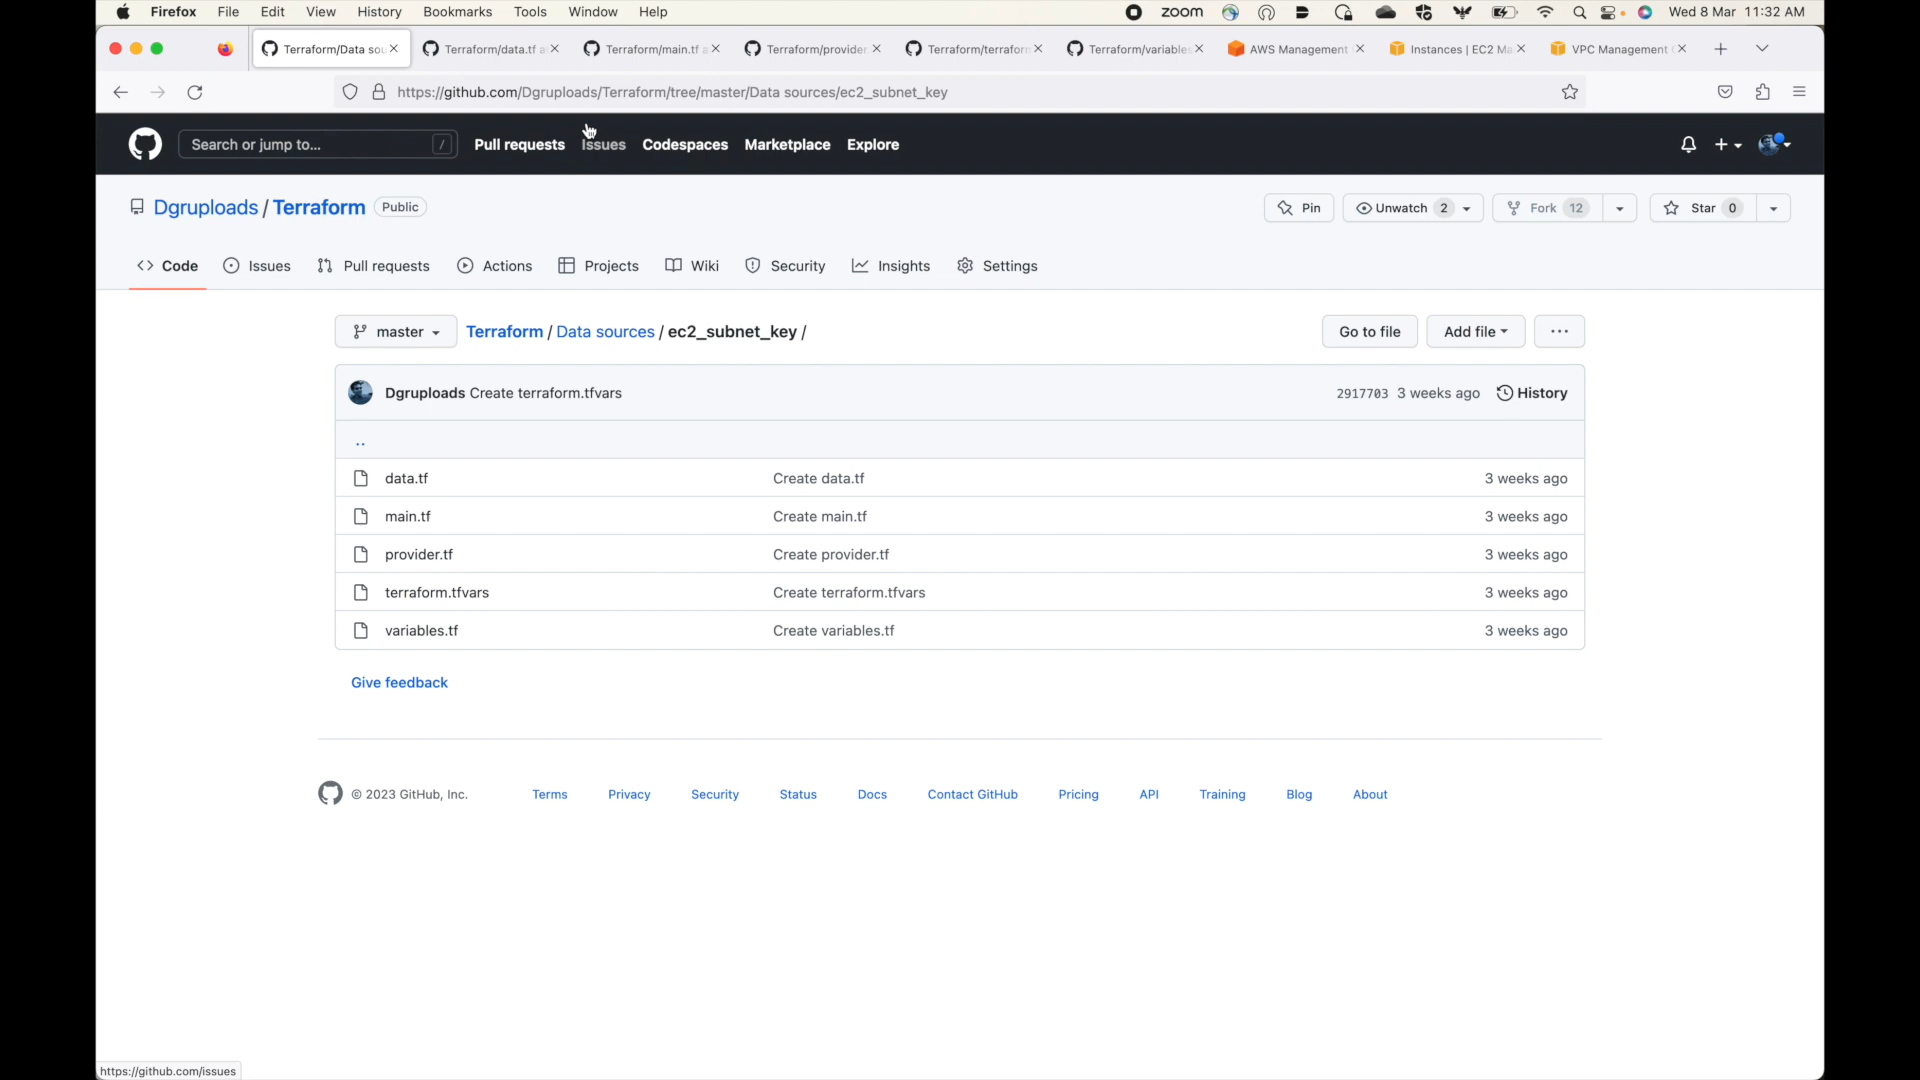 Firefox File Edit View History Bookmarks Tools Window Help zoom Wed 8 Mar 11:32 AM
Terraform/Data sou Terraform/data.tf a Terraform/main.tf a Terraform/provider Terraform/terraform Terraform/variables AWS Management Instances | EC2 Ma VPC Management C
https://github.com/Dgruploads/Terraform/tree/master/Data sources/ec2_subnet_key
Search or jump to... / Pull requests Issues Codespaces Marketplace Explore
Dgruploads / Terraform Public Pin Unwatch 2 Fork 12 Star 0
Code Issues Pull requests Actions Projects Wiki Security Insights Settings
master Terraform / Data sources / ec2_subnet_key / Go to file Add file ...
Dgruploads Create terraform.tfvars 2917703 3 weeks ago History
..
data.tf Create data.tf 3 weeks ago
main.tf Create main.tf 3 weeks ago
provider.tf Create provider.tf 3 weeks ago
terraform.tfvars Create terraform.tfvars 3 weeks ago
variables.tf Create variables.tf 3 weeks ago
Give feedback
© 2023 GitHub, Inc. Terms Privacy Security Status Docs Contact GitHub Pricing API Training Blog About
https://github.com/issues